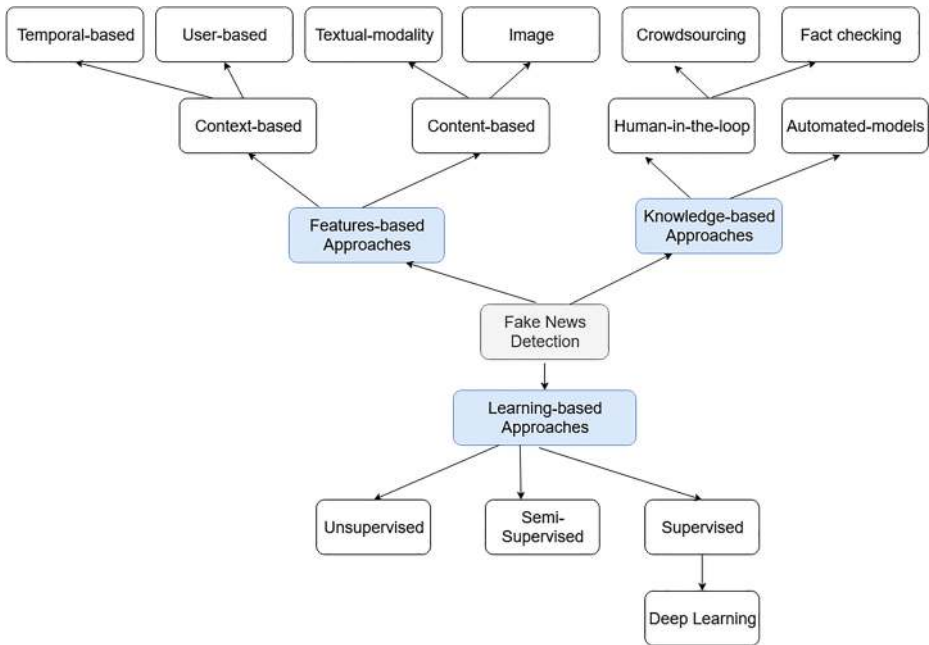 Temporal-based
User-based
Textual-modality
Image
Crowdsourcing
Fact checking
Context-based
Content-based
Human-in-the-loop
Automated-models
Features-based
Approaches
Knowledge-based
Approaches
Fake News
Detection
Learning-based
Approaches
Unsupervised
Semi-
Supervised
Supervised
Deep Learning